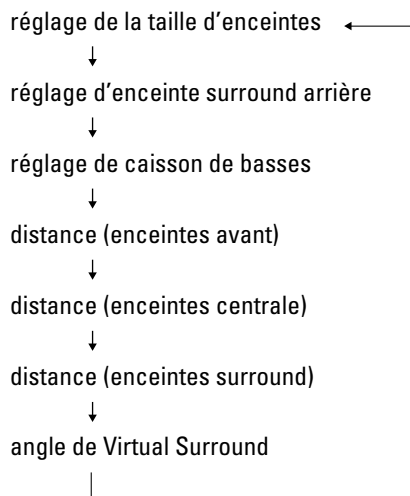 réglage de la taille d'enceintes
réglage d'enceinte surround arrière
réglage de caisson de basses
distance (enceintes avant)
distance (enceintes centrale)
distance (enceintes surround)
angle de Virtual Surround